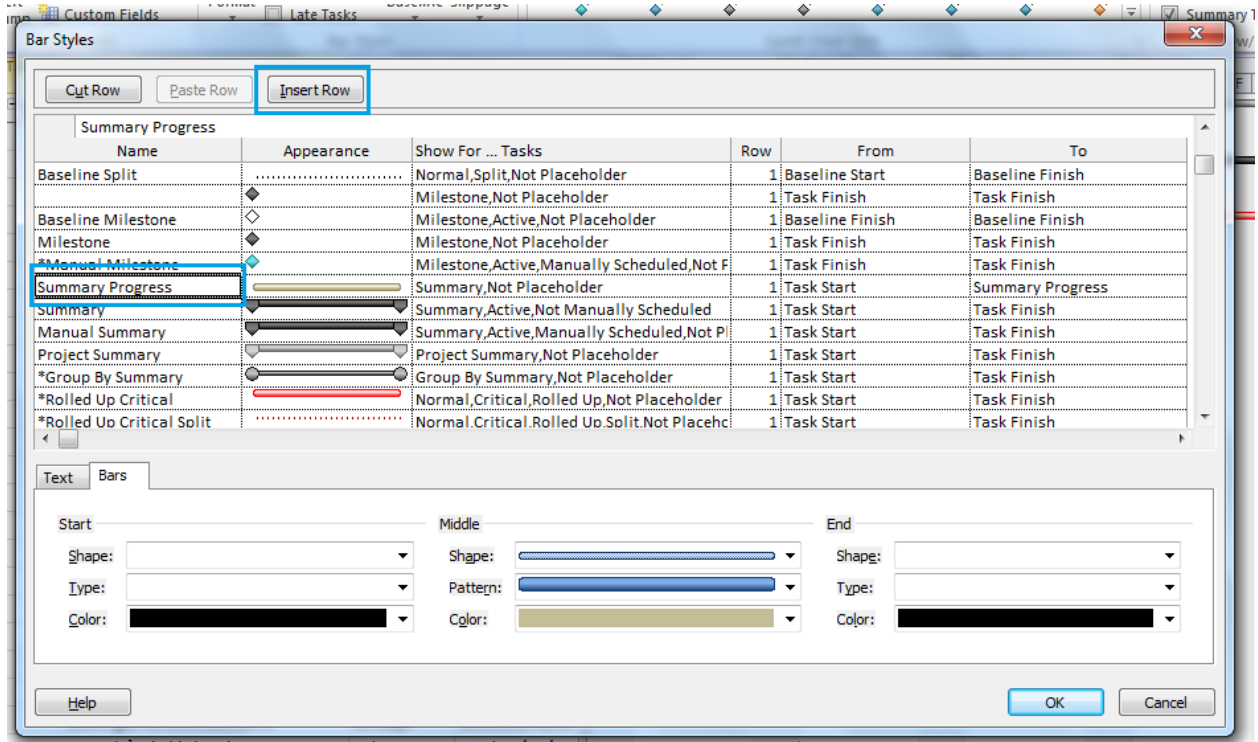 Custom Fields
Late Tasks
Summary
Bar Styles
Cut Row Paste Row Insert Row
Summary Progress
Name Appearance Show For ... Tasks Row From To
Baseline Split Normal,Split,Not Placeholder 1 Baseline Start Baseline Finish
Milestone,Not Placeholder 1 Task Finish Task Finish
Baseline Milestone Milestone,Active,Not Placeholder 1 Baseline Finish Baseline Finish
Milestone Milestone,Not Placeholder 1 Task Finish Task Finish
*Manual Milestone Milestone,Active,Manually Scheduled,Not 1 Task Finish Task Finish
Summary Progress Summary,Not Placeholder 1 Task Start Summary Progress
Summary Summary,Active,Not Manually Scheduled 1 Task Start Task Finish
Manual Summary Summary,Active,Manually Scheduled,Not Pl 1 Task Start Task Finish
Project Summary Project Summary,Not Placeholder 1 Task Start Task Finish
*Group By Summary Group By Summary,Not Placeholder 1 Task Start Task Finish
*Rolled Up Critical Normal,Critical,Rolled Up,Not Placeholder 1 Task Start Task Finish
*Rolled Up Critical Split Normal,Critical,Rolled Up,Split,Not Placeho 1 Task Start Task Finish
Text Bars
Start Middle End
Shape: Shape: Shape:
Type: Pattern: Type:
Color: Color: Color:
Help OK Cancel